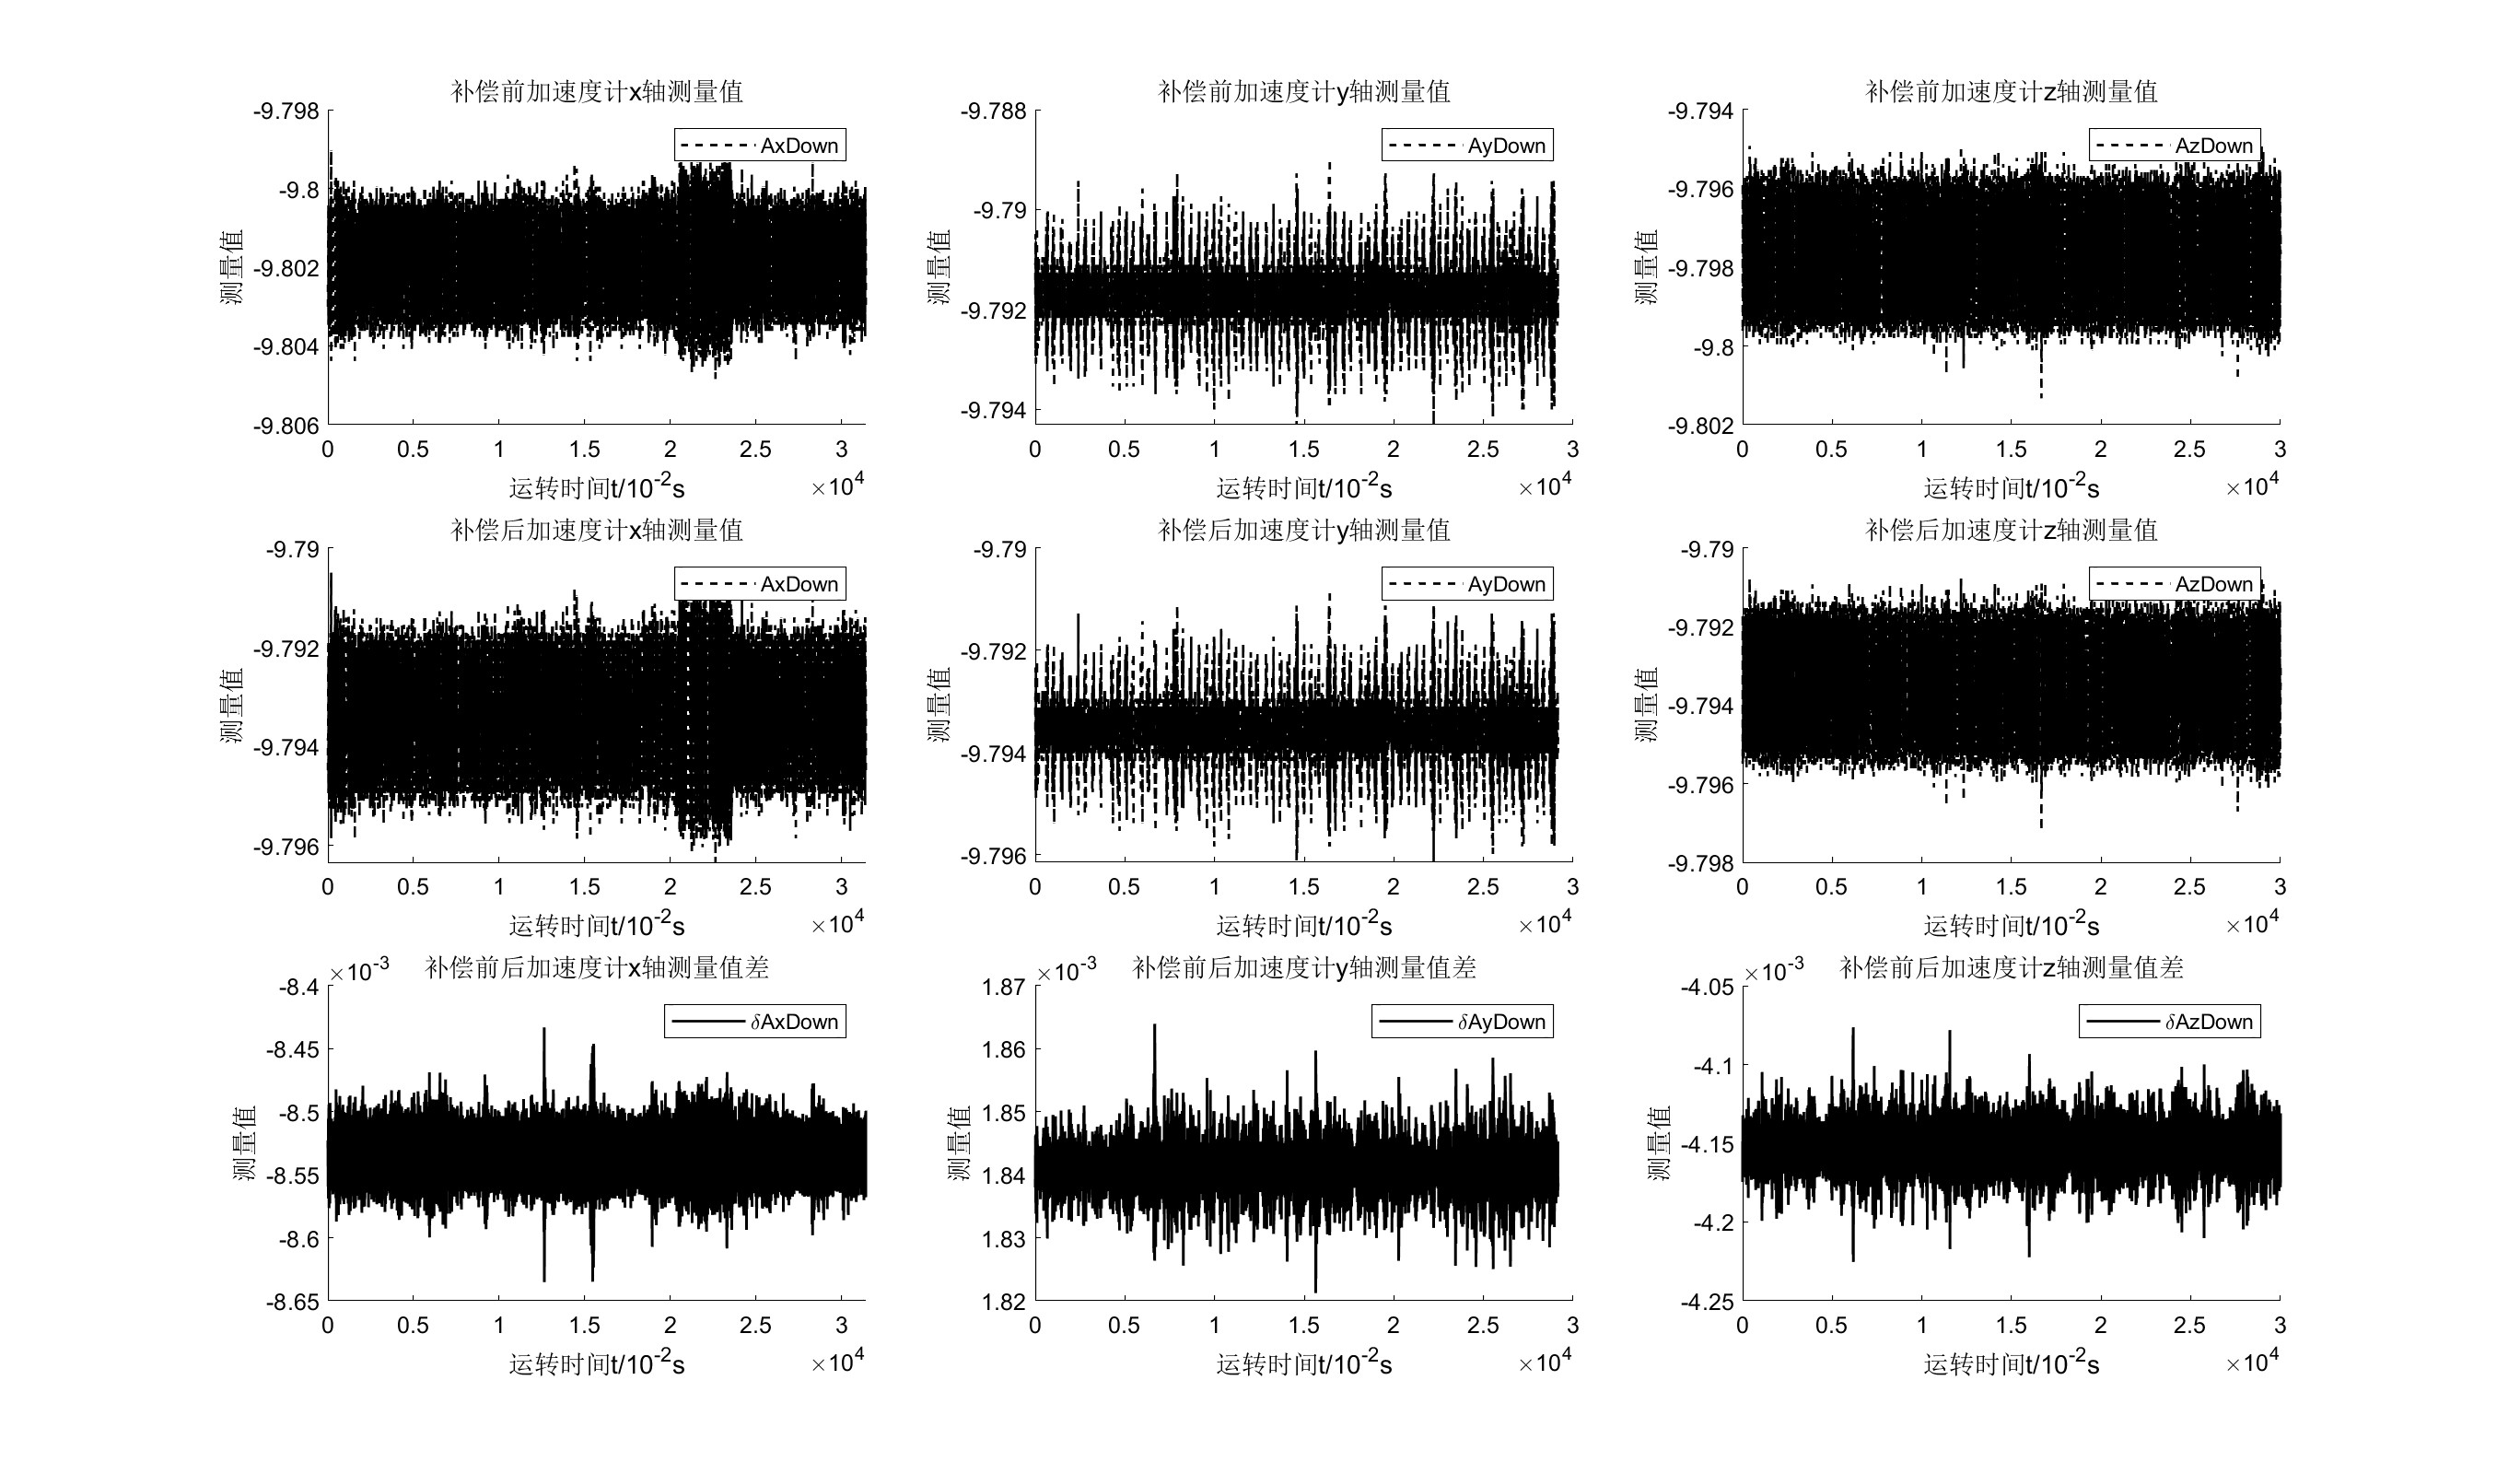 补偿前加速度计x轴测量值
-9.798
-9.8
-9.802
-9.804
-9.806
测量值
AxDown
0 0.5 1 1.5 2 2.5 3
运转时间t/10⁻²s
×10⁴
补偿前加速度计y轴测量值
-9.788
-9.79
-9.792
-9.794
测量值
AyDown
0 0.5 1 1.5 2 2.5 3
运转时间t/10⁻²s
×10⁴
补偿前加速度计z轴测量值
-9.794
-9.796
-9.798
-9.8
-9.802
测量值
AzDown
0 0.5 1 1.5 2 2.5 3
运转时间t/10⁻²s
×10⁴
补偿后加速度计x轴测量值
-9.79
-9.792
-9.794
-9.796
测量值
AxDown
0 0.5 1 1.5 2 2.5 3
运转时间t/10⁻²s
×10⁴
补偿后加速度计y轴测量值
-9.79
-9.792
-9.794
-9.796
测量值
AyDown
0 0.5 1 1.5 2 2.5 3
运转时间t/10⁻²s
×10⁴
补偿后加速度计z轴测量值
-9.79
-9.792
-9.794
-9.796
-9.798
测量值
AzDown
0 0.5 1 1.5 2 2.5 3
运转时间t/10⁻²s
×10⁴
×10⁻³
补偿前后加速度计x轴测量值差
-8.4
-8.45
-8.5
-8.55
-8.6
-8.65
测量值
δAxDown
0 0.5 1 1.5 2 2.5 3
运转时间t/10⁻²s
×10⁴
×10⁻³
补偿前后加速度计y轴测量值差
1.87
1.86
1.85
1.84
1.83
1.82
测量值
δAyDown
0 0.5 1 1.5 2 2.5 3
运转时间t/10⁻²s
×10⁴
×10⁻³
补偿前后加速度计z轴测量值差
-4.05
-4.1
-4.15
-4.2
-4.25
测量值
δAzDown
0 0.5 1 1.5 2 2.5 3
运转时间t/10⁻²s
×10⁴